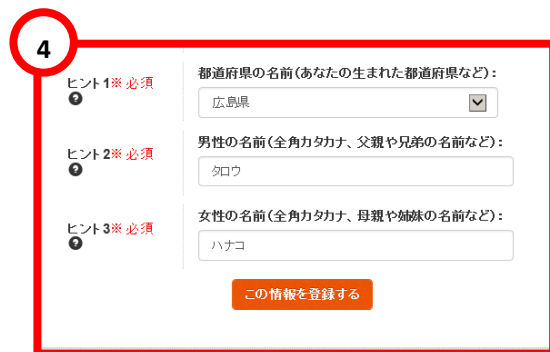 4
ヒント1※必須
都道府県の名前(あなたの生まれた都道府県など):
広島県
ヒント2※必須
男性の名前(全角カタカナ、父親や兄弟の名前など):
タロウ
ヒント3※必須
女性の名前(全角カタカナ、母親や姉妹の名前など):
ハナコ
この情報を登録する